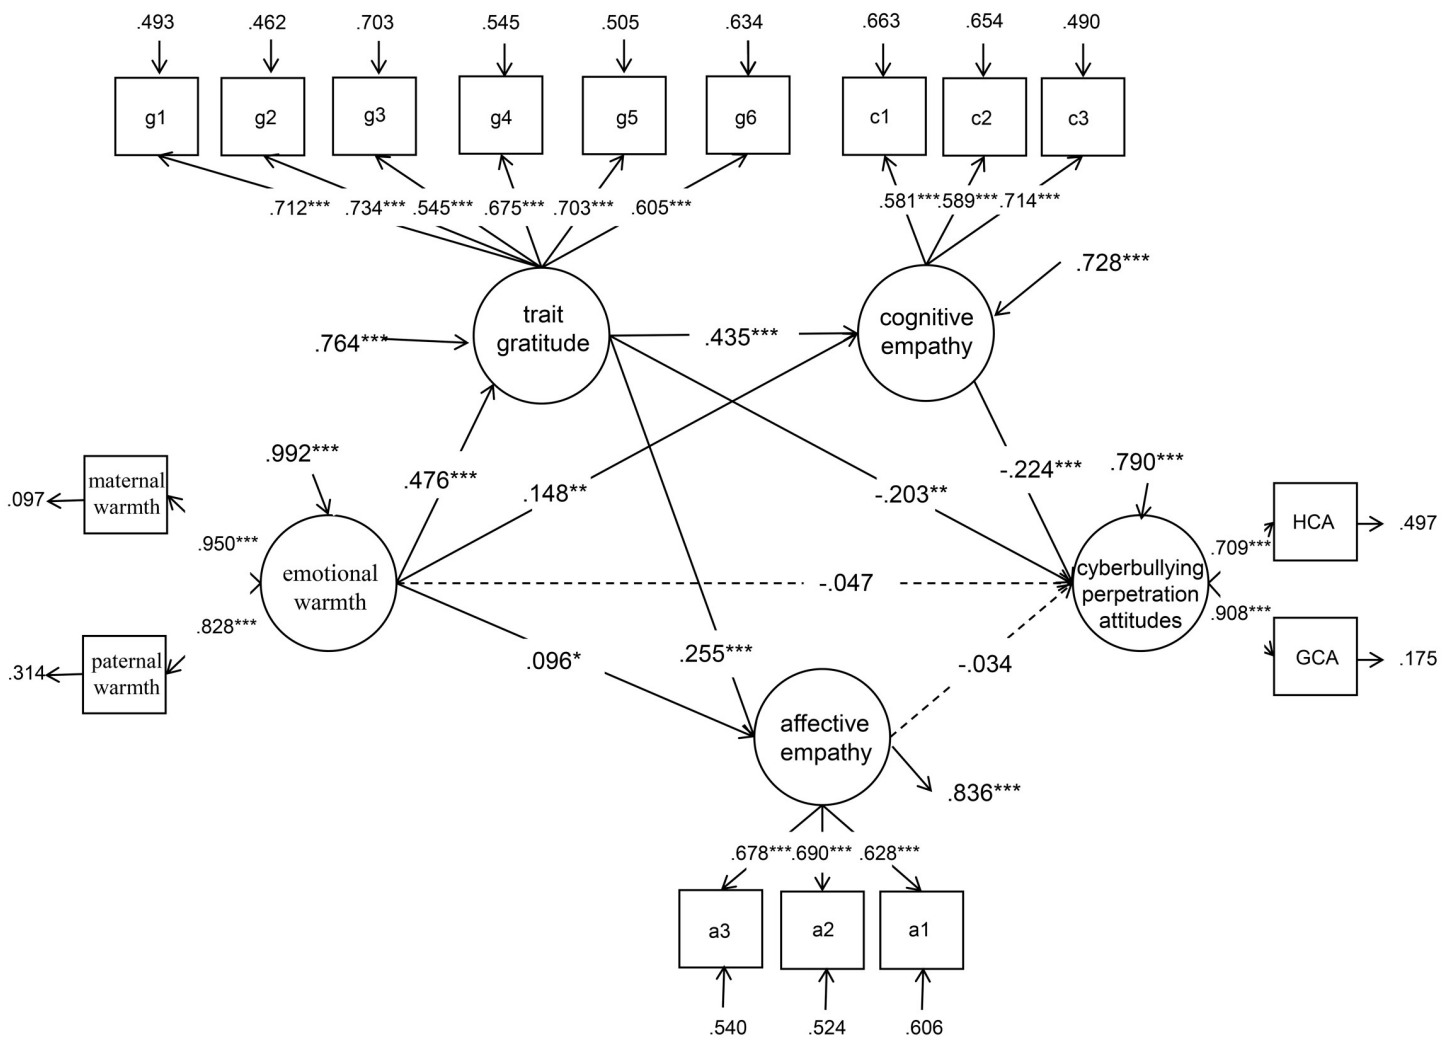 .493 .462 .703 .545 .505 .634 .663 .654 .490
g1 g2 g3 g4 g5 g6 c1 c2 c3
.712*** .734*** .545*** .675*** .703*** .605*** .581*** .589*** .714***
.728***
trait
gratitude
cognitive
empathy
.764***
.435***
.992***
.476***
.148**
-.203**
-.224***
.790***
maternal
warmth
.097
.950***
emotional
warmth
.828***
paternal
warmth
.314
-.047
cyberbullying
perpetration
attitudes
.709***
HCA
.497
.908***
GCA
.175
.096*
.255***
-.034
affective
empathy
.836***
.678*** .690*** .628***
a3 a2 a1
.540 .524 .606